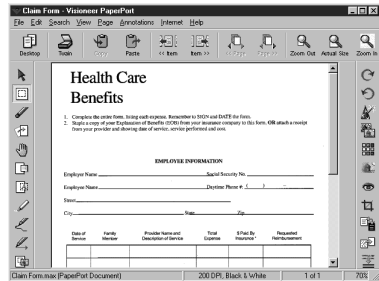 Claim Form - Visioneer PaperPort
File Edit Search View Page Annotations Internet Help
Desktop Twain Copy Paste << Item Item >> << Page Page >> Zoom Out Actual Size Zoom In
Health Care
Benefits
1. Complete the entire form, listing each expense. Remember to SIGN and DATE the form.
2. Staple a copy of your Explanation of Benefits (EOB) from your insurance company to this form, OR attach a receipt
from your provider and showing date of service, service performed and cost.
EMPLOYEE INFORMATION
Employee Name Social Security No.
Employee Name Daytime Phone #: ( ) -
Street
City State Zip
Date of Service Family Member Provider Name and Description of Service Total Expense $ Paid By Insurance * Requested Reimbursement
Claim Form.max (PaperPort Document) 200 DPI, Black & White 1 of 1 70%